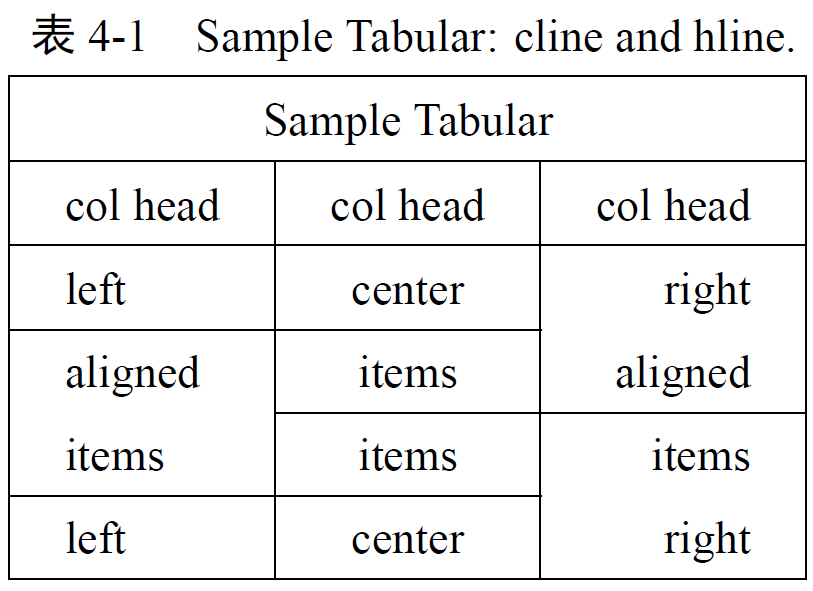 表 4-1 Sample Tabular: cline and hline.
Sample Tabular
col head col head col head
left center right
aligned items aligned
items items items
left center right